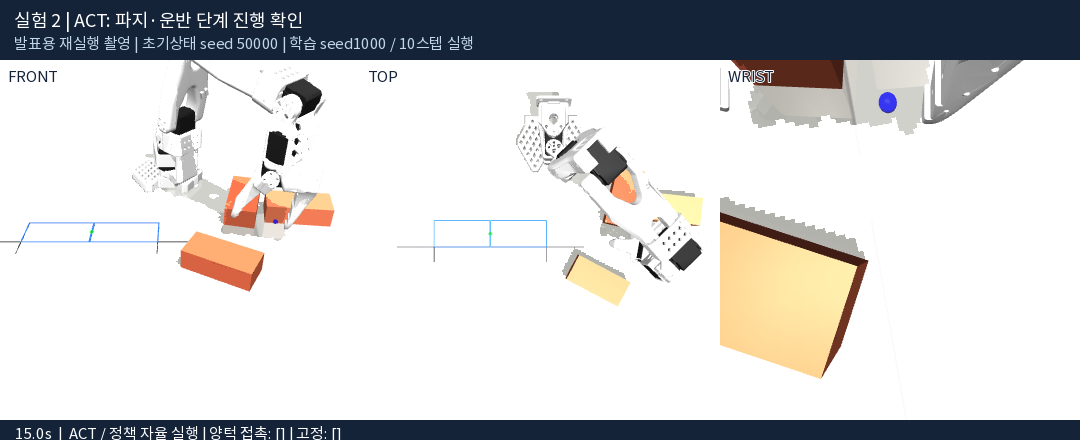 실험 2 | ACT: 파지·운반 단계 진행 확인
발표용 재실행 촬영 | 초기상태 seed 50000 | 학습 seed1000 / 10스텝 실행
FRONT
TOP
WRIST
15.0s | ACT / 정책 자율 실행 | 양턱 접촉: [] | 고정: []